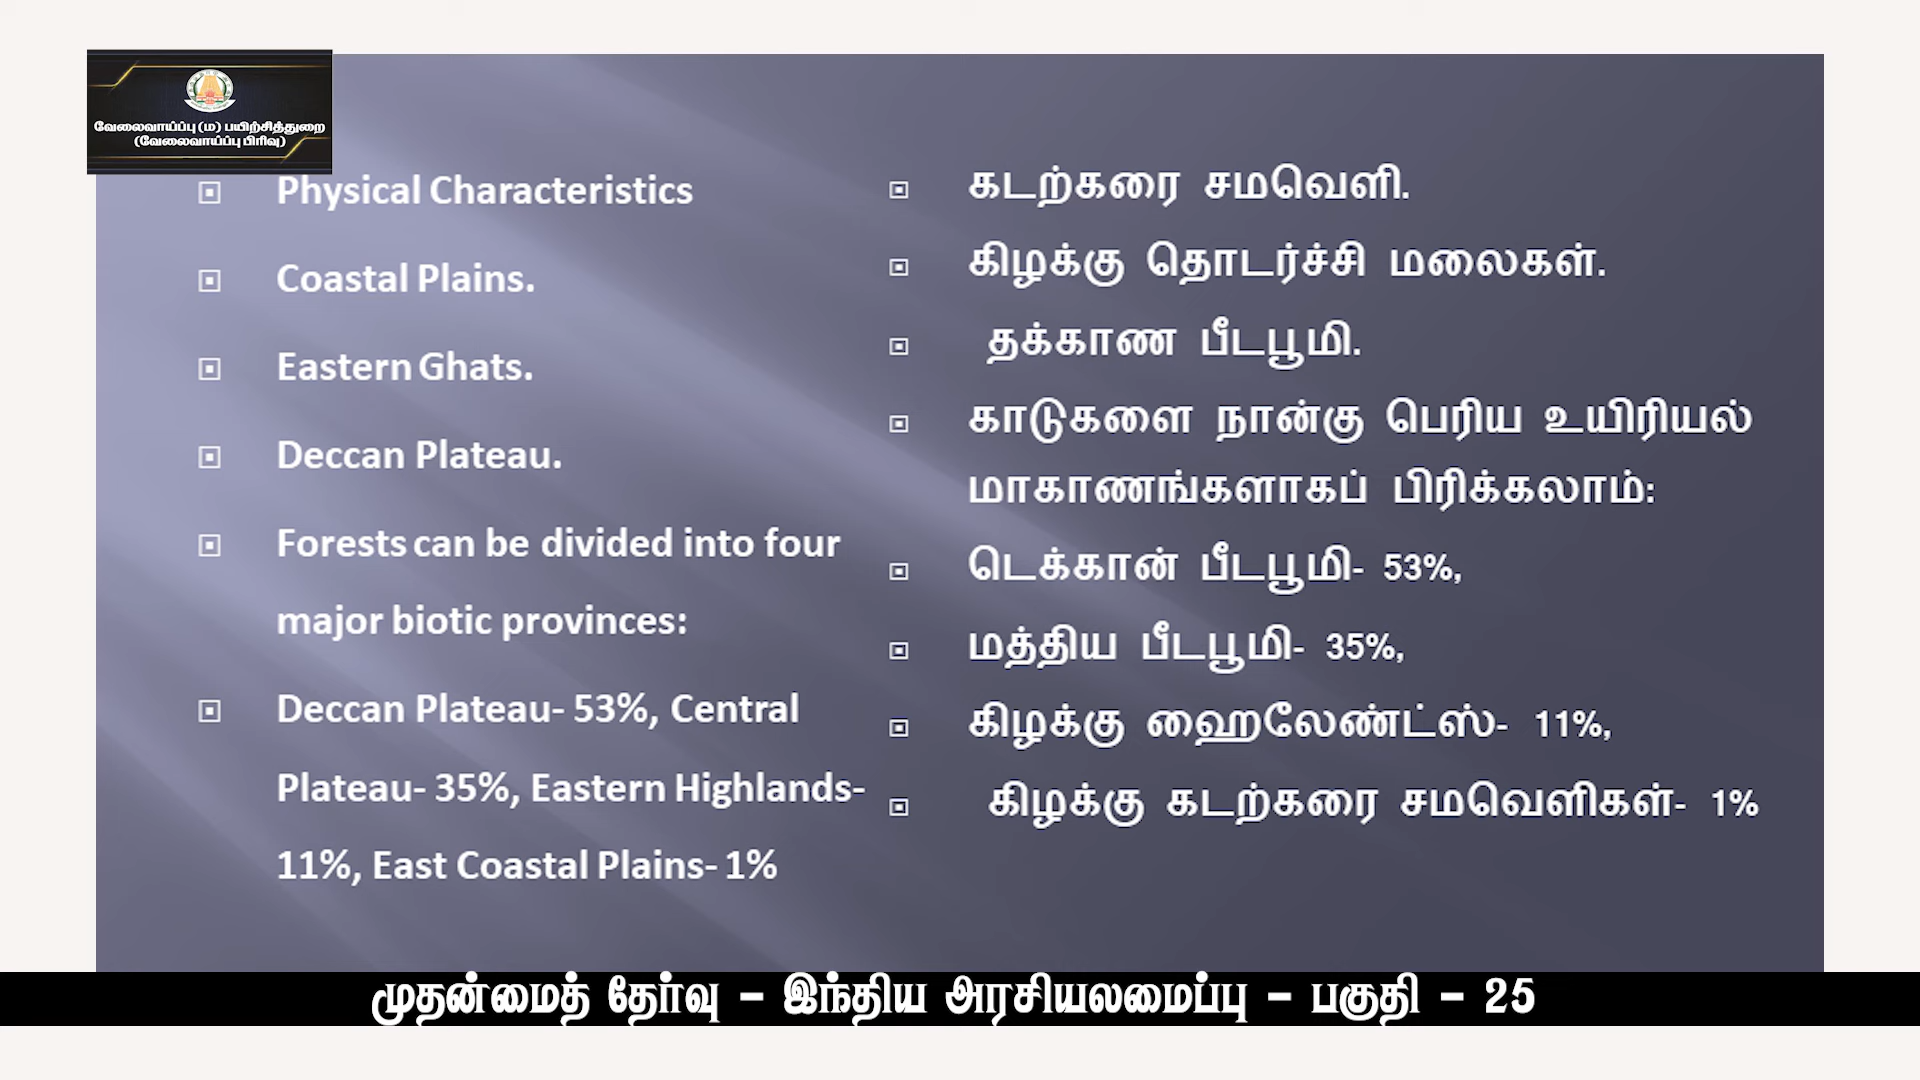 வேலைவாய்ப்பு (ம) பயிற்சித்துறை
(வேலைவாய்ப்பு பிரிவு)
Physical Characteristics
Coastal Plains.
Eastern Ghats.
Deccan Plateau.
Forests can be divided into four
major biotic provinces:
Deccan Plateau- 53%, Central
Plateau- 35%, Eastern Highlands-
11%, East Coastal Plains- 1%
கடற்கரை சமவெளி.
கிழக்கு தொடர்ச்சி மலைகள்.
தக்காண பீடபூமி.
காடுகளை நான்கு பெரிய உயிரியல்
மாகாணங்களாகப் பிரிக்கலாம்:
டெக்கான் பீடபூமி- 53%,
மத்திய பீடபூமி- 35%,
கிழக்கு ஹைலேண்ட்ஸ்- 11%,
கிழக்கு கடற்கரை சமவெளிகள்- 1%
முதன்மைத் தேர்வு – இந்திய அரசியலமைப்பு – பகுதி – 25